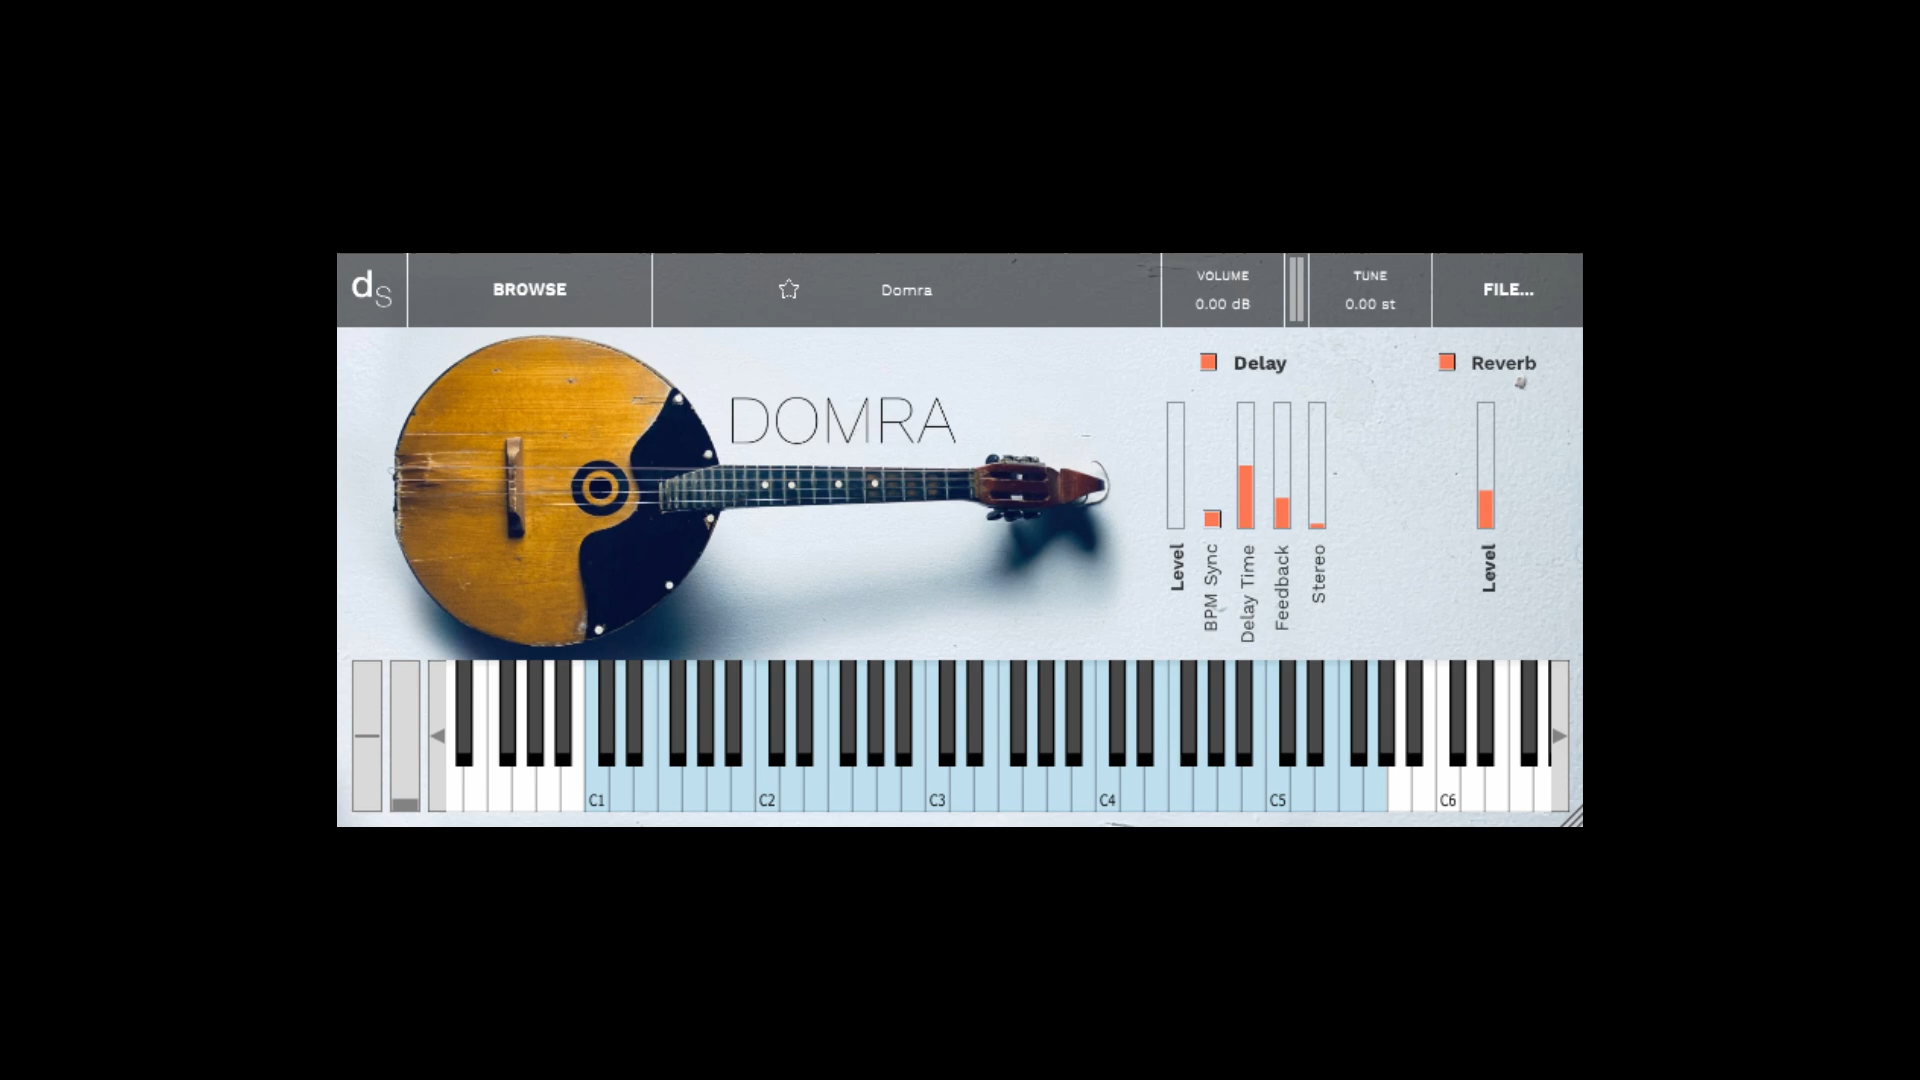 ds
BROWSE
Domra
VOLUME
0.00 dB
TUNE
0.00 st
FILE...
Delay
Reverb
DOMRA
Level
BPM Sync
Delay Time
Feedback
Stereo
Level
C1
C2
C3
C4
C5
C6